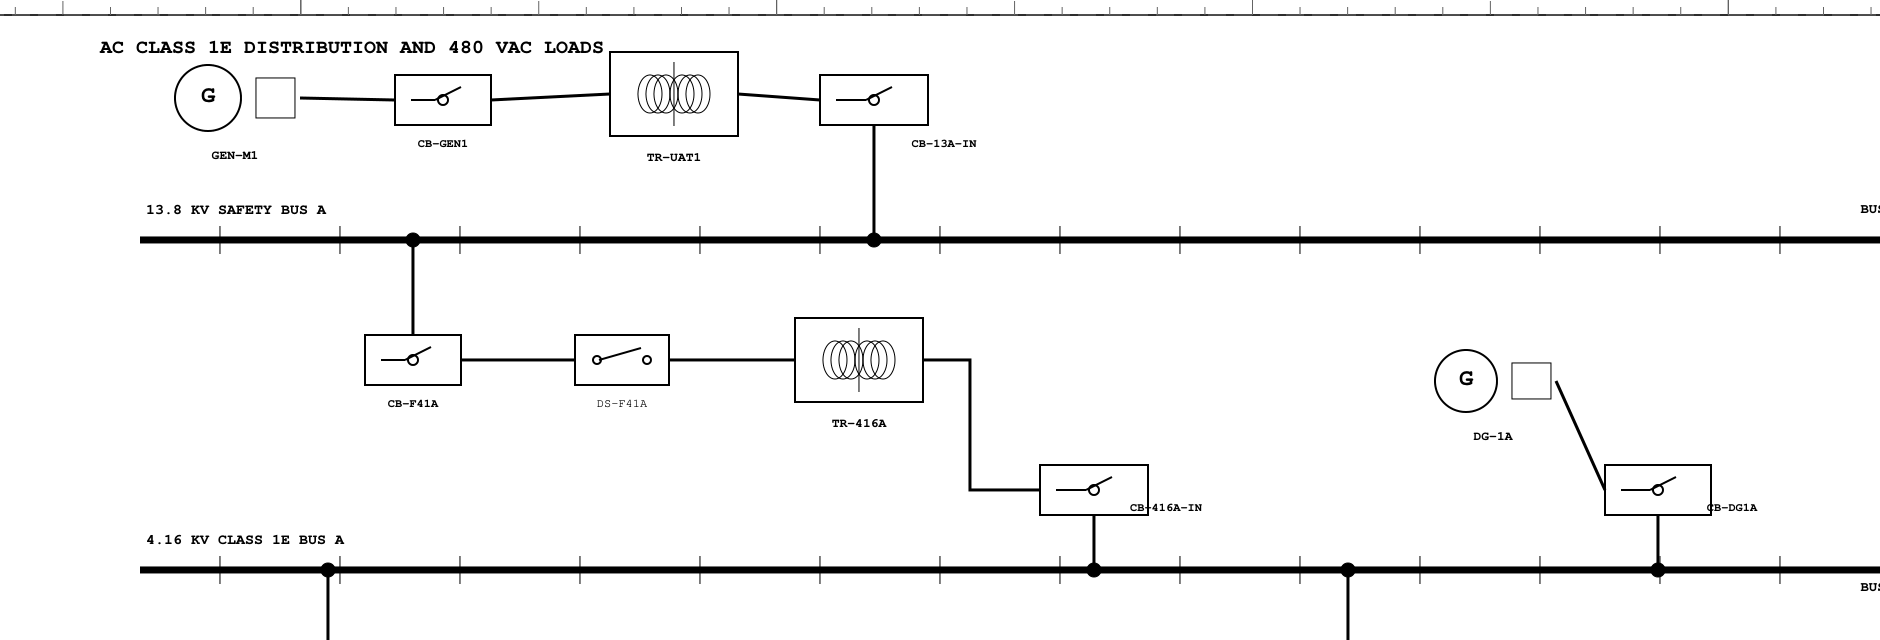 AC CLASS 1E DISTRIBUTION AND 480 VAC LOADS
G
GEN-M1
CB-GEN1
TR-UAT1
CB-13A-IN
13.8 KV SAFETY BUS A
BUS
CB-F41A
DS-F41A
TR-416A
G
DG-1A
CB-416A-IN
CB-DG1A
4.16 KV CLASS 1E BUS A
BUS